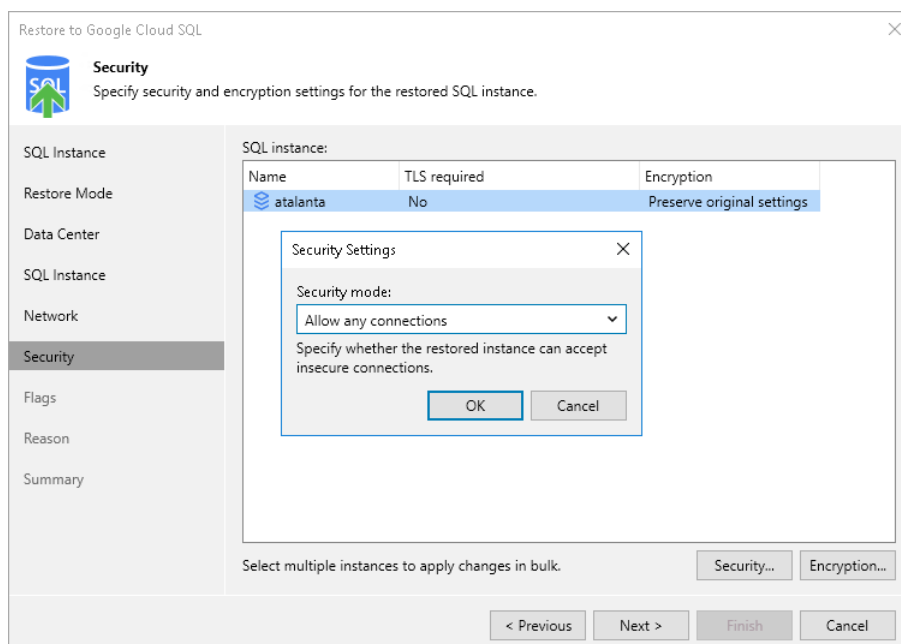 Restore to Google Cloud SQL
SQL
Security
Specify security and encryption settings for the restored SQL instance.
SQL Instance
Restore Mode
Data Center
SQL Instance
Network
Security
Flags
Reason
Summary
SQL instance:
Name TLS required Encryption
atalanta No Preserve original settings
Security Settings
Security mode:
Allow any connections
Specify whether the restored instance can accept
insecure connections.
OK Cancel
Select multiple instances to apply changes in bulk. Security... Encryption...
< Previous Next > Finish Cancel